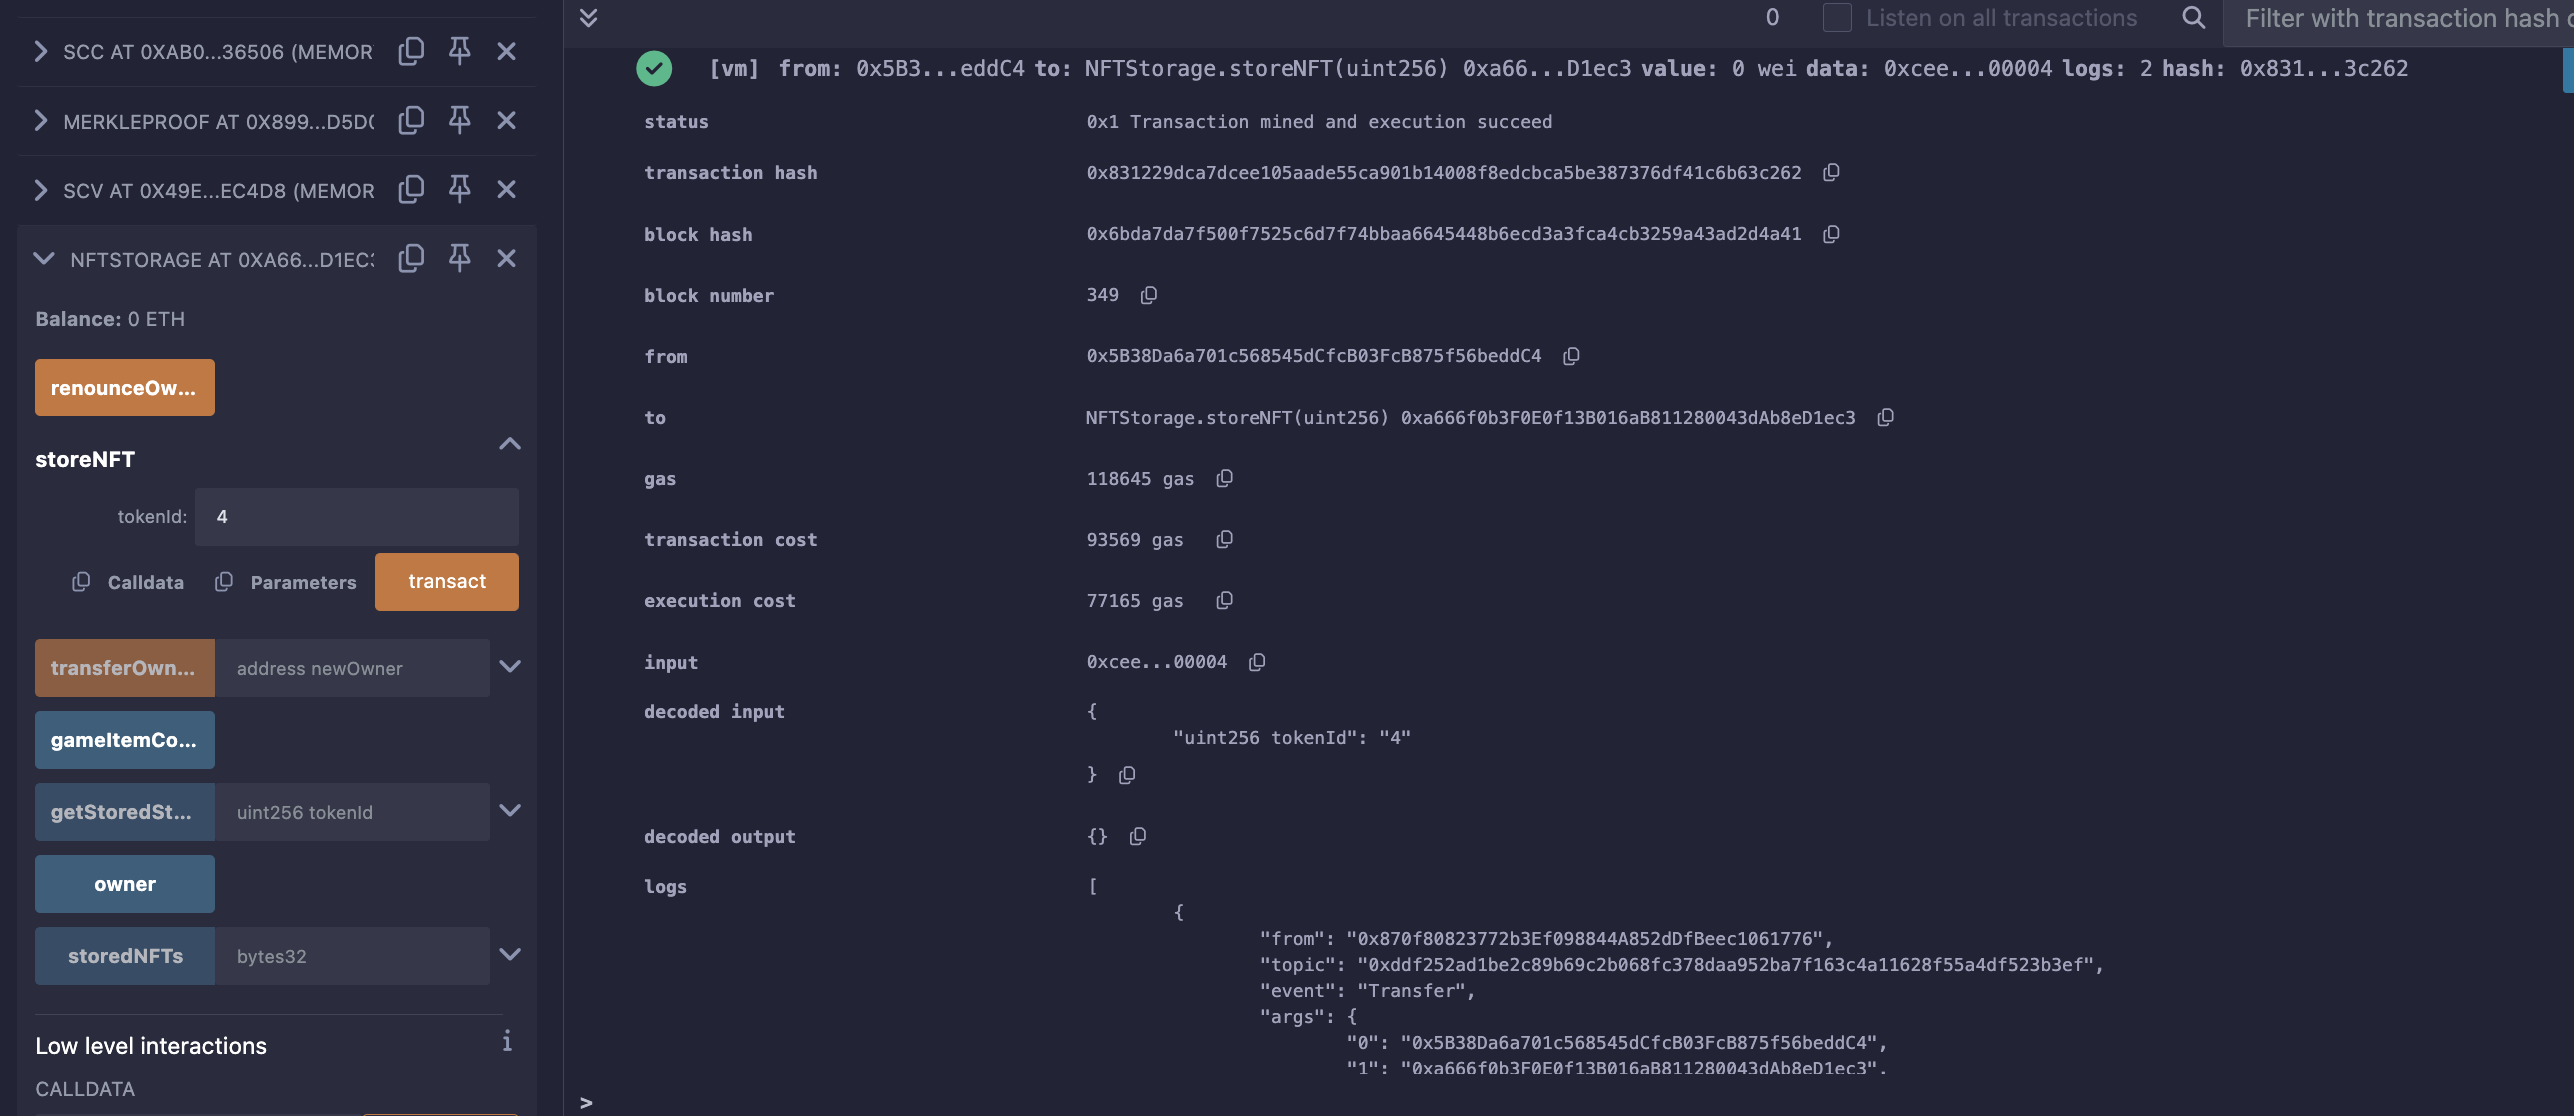 SCC AT 0XAB0...36506 (MEMOR
MERKLEPROOF AT 0X899...D5D(
SCV AT 0X49E...EC4D8 (MEMOR
NFTSTORAGE AT 0XA66...D1EC3
Balance: 0 ETH
renounceOw...
storeNFT
tokenId: 4
Calldata Parameters transact
transferOwn... address newOwner
gameItemCo...
getStoredSt... uint256 tokenId
owner
storedNFTs bytes32
Low level interactions i
CALLDATA
0 Listen on all transactions Filter with transaction hash
[vm] from: 0x5B3...eddC4 to: NFTStorage.storeNFT(uint256) 0xa66...D1ec3 value: 0 wei data: 0xcee...00004 logs: 2 hash: 0x831...3c262
status 0x1 Transaction mined and execution succeed
transaction hash 0x831229dca7dcee105aade55ca901b14008f8edcbca5be387376df41c6b63c262
block hash 0x6bda7da7f500f7525c6d7f74bbaa6645448b6ecd3a3fca4cb3259a43ad2d4a41
block number 349
from 0x5B38Da6a701c568545dCfcB03FcB875f56beddC4
to NFTStorage.storeNFT(uint256) 0xa666f0b3F0E0f13B016aB811280043dAb8eD1ec3
gas 118645 gas
transaction cost 93569 gas
execution cost 77165 gas
input 0xcee...00004
decoded input {
"uint256 tokenId": "4"
}
decoded output {}
logs [
{
"from": "0x870f80823772b3Ef098844A852dDfBeec1061776",
"topic": "0xddf252ad1be2c89b69c2b068fc378daa952ba7f163c4a11628f55a4df523b3ef",
"event": "Transfer",
"args": {
"0": "0x5B38Da6a701c568545dCfcB03FcB875f56beddC4",
"1": "0xa666f0b3F0E0f13B016aB811280043dAb8eD1ec3",
>